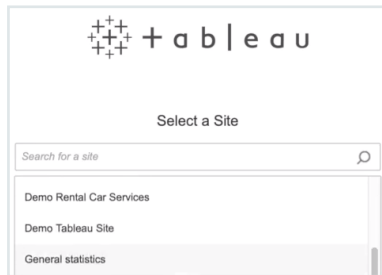 + a b l e a u
Select a Site
Search for a site
Demo Rental Car Services
Demo Tableau Site
General statistics